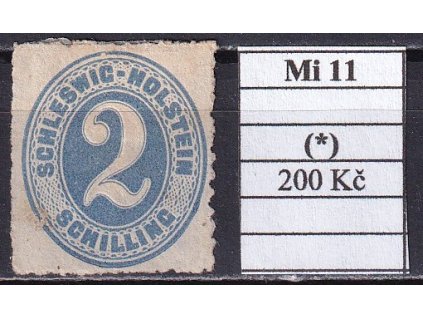 SCHLESWIG-HOLSTEIN
2
SCHILLING
Mi 11
(*)
200 Kč